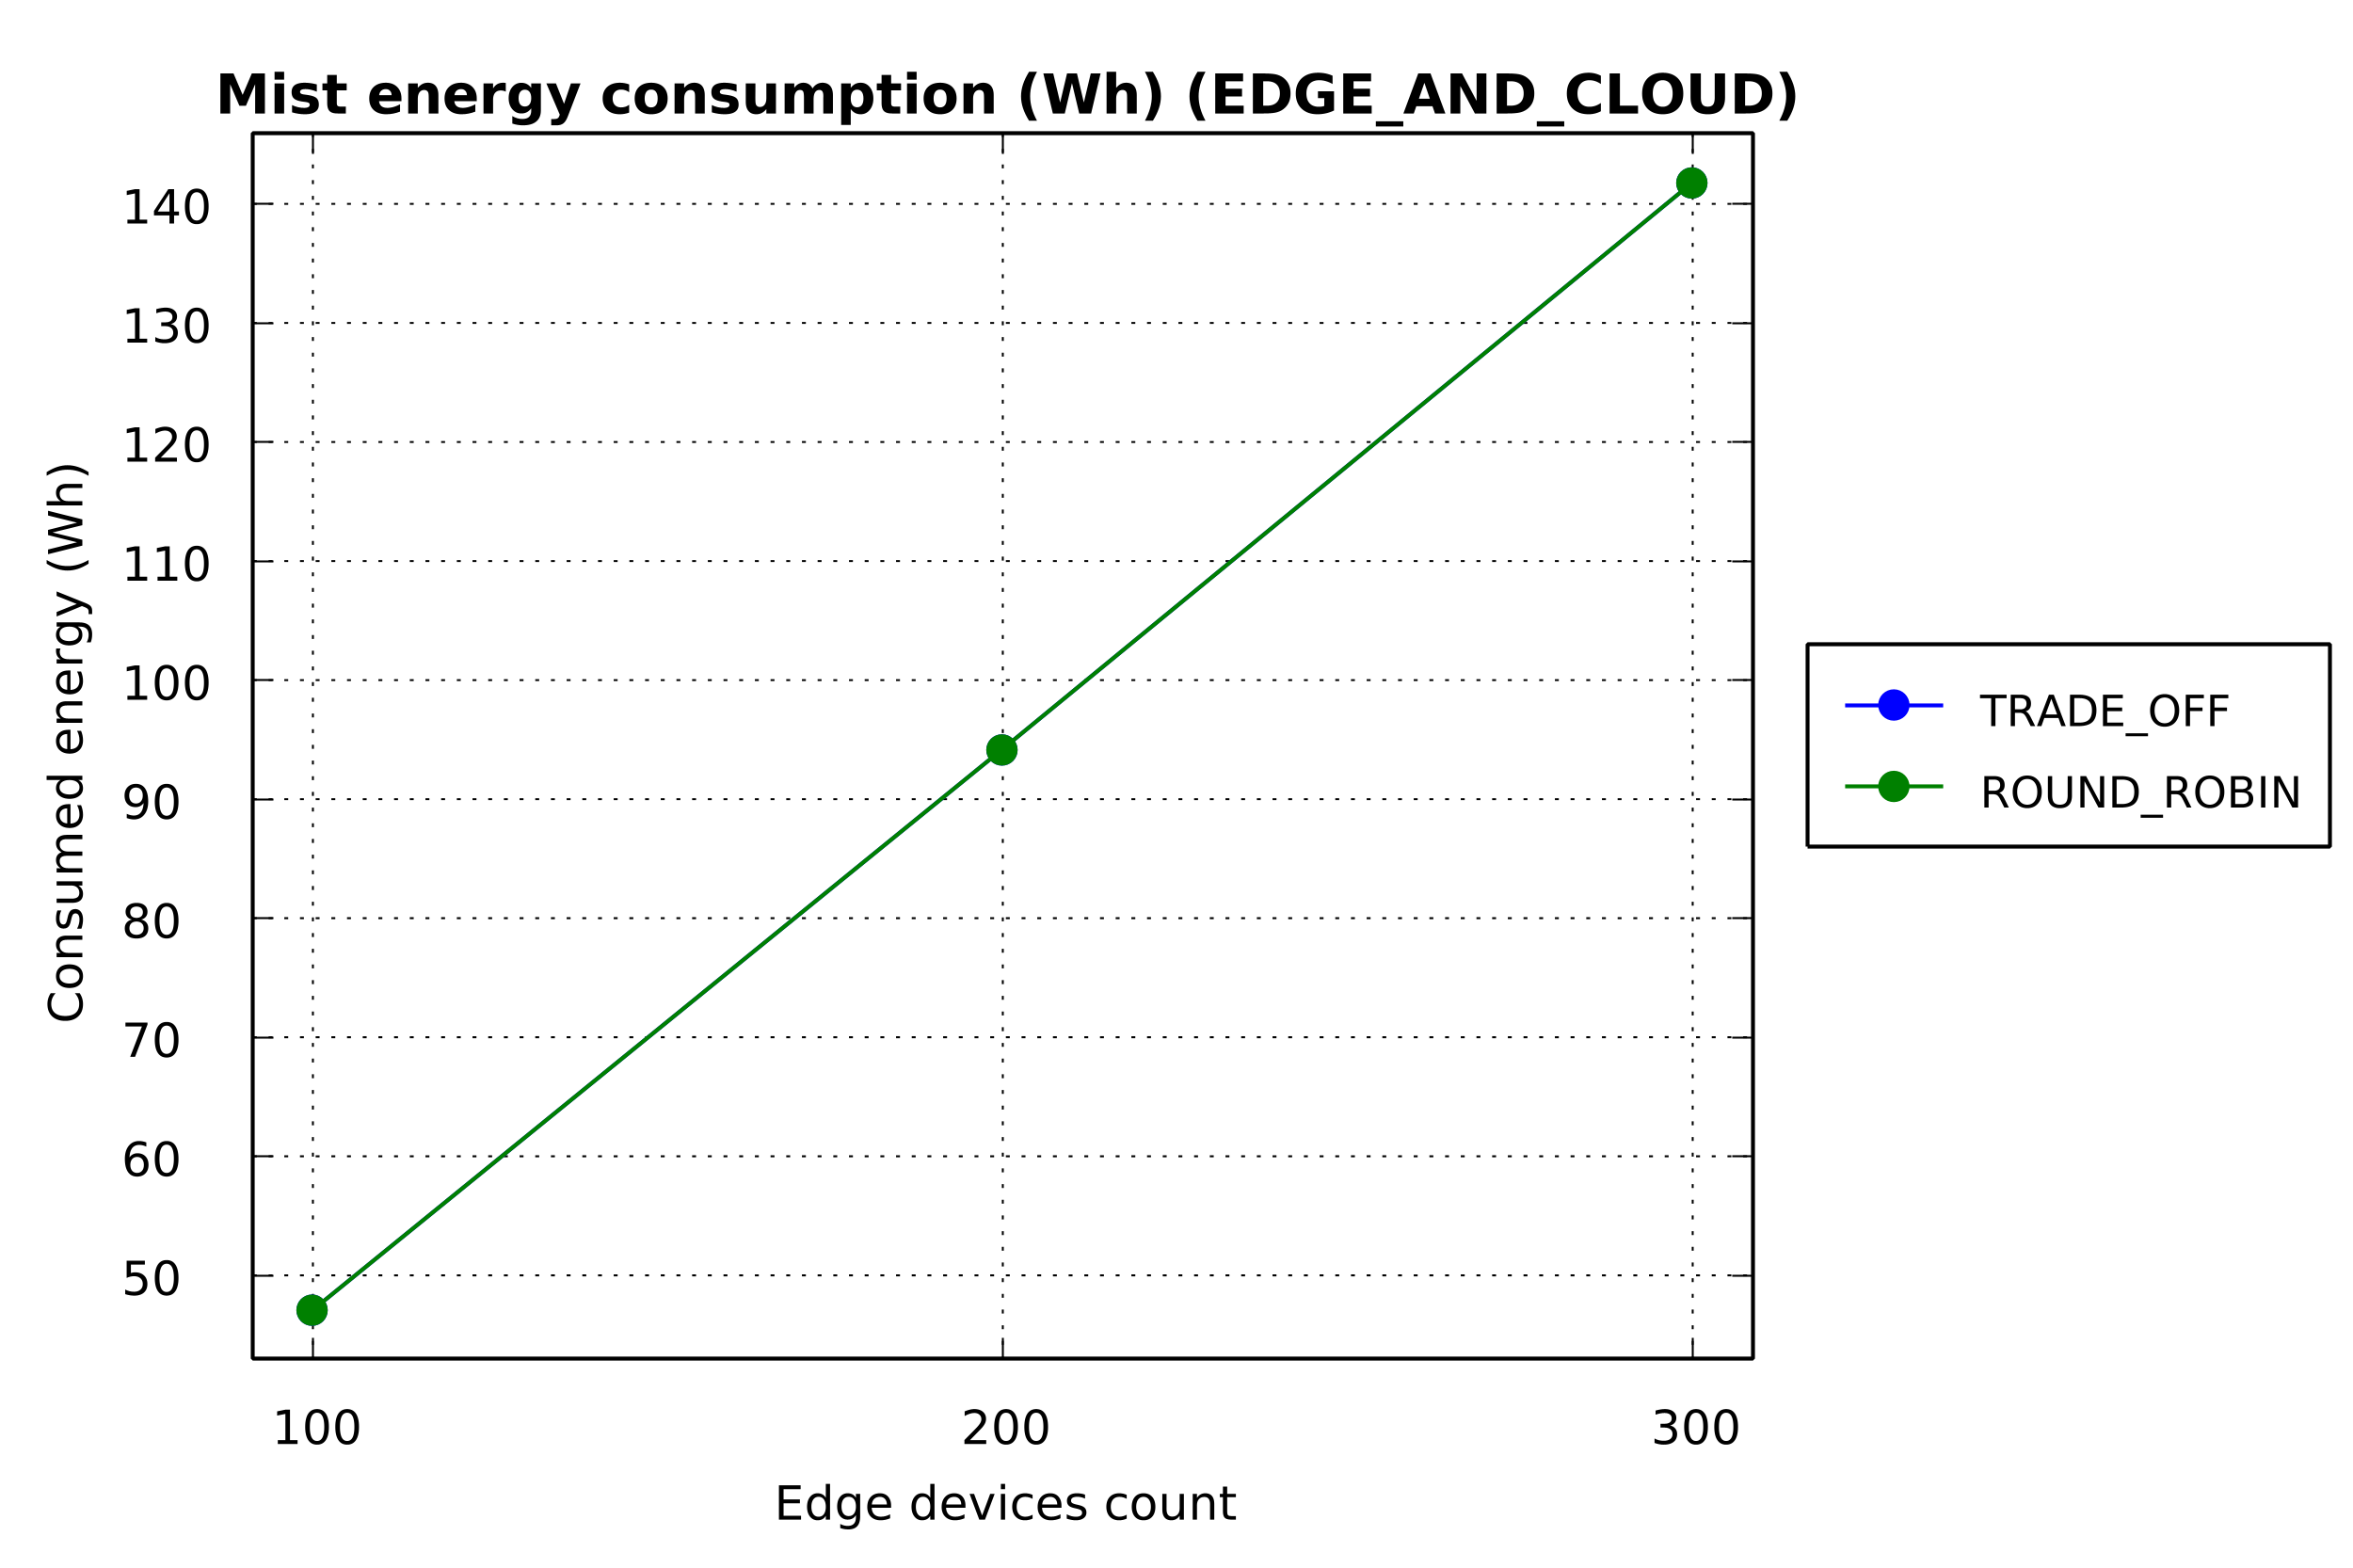 Mist energy consumption (Wh) (EDGE_AND_CLOUD)
Consumed energy (Wh)
140
130
120
110
100
90
80
70
60
50
100 200 300
Edge devices count
TRADE_OFF
ROUND_ROBIN